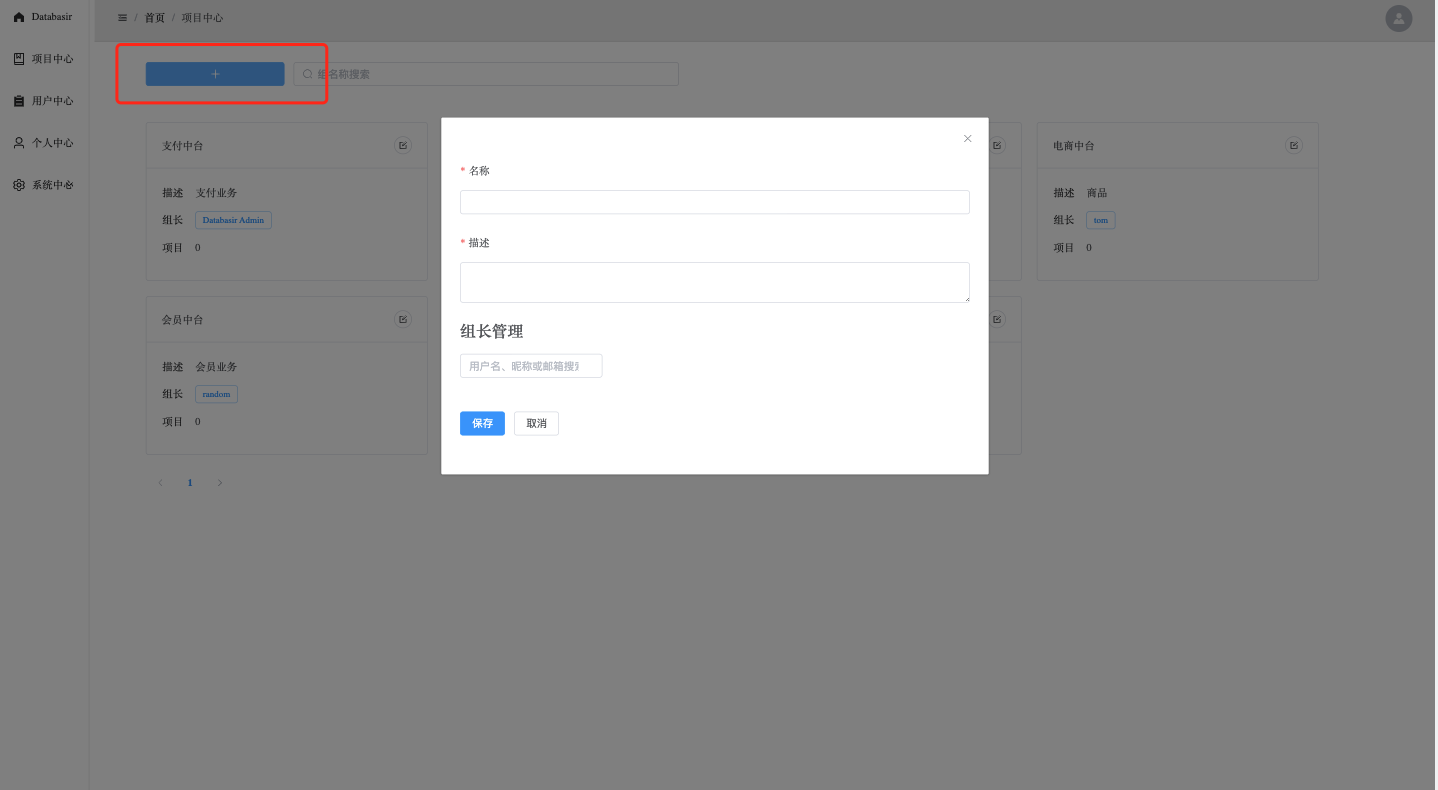 Databasir
/ 首页 / 项目中心
项目中心
用户中心
个人中心
系统中心
组名称搜索
支付中台
描述 支付业务
组长 Databasir Admin
项目 0
电商中台
描述 商品
组长 tom
项目 0
会员中台
描述 会员业务
组长 random
项目 0
1
* 名称
* 描述
组长管理
用户名、昵称或邮箱搜
保存 取消